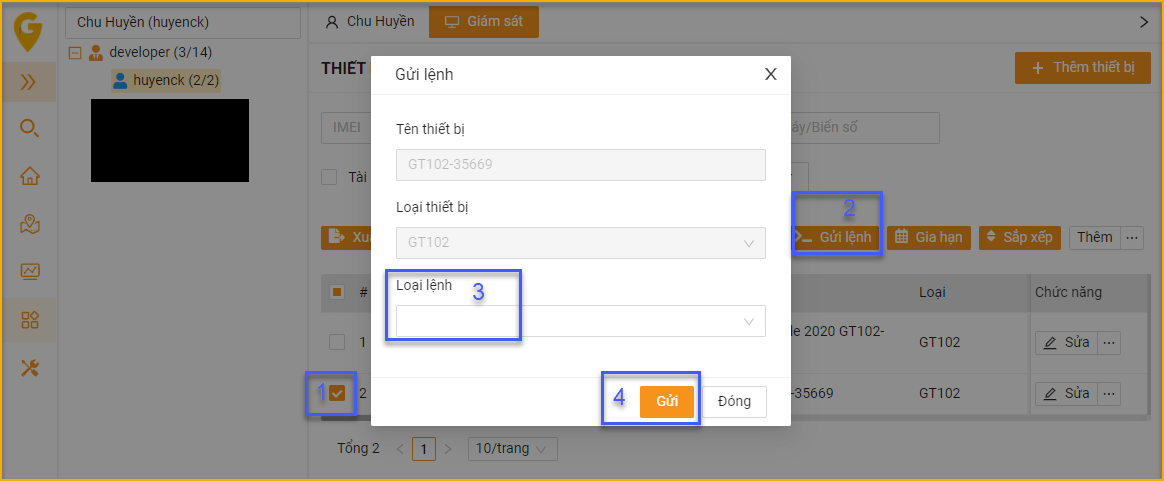 G
Chu Huyền (huyenck)
Chu Huyền
Giám sát
developer (3/14)
huyenck (2/2)
THIẾT
Thêm thiết bị
Gửi lệnh
X
Tên thiết bị
GT102-35669
Loại thiết bị
GT102
Loại lệnh
3
4
Gửi
Đóng
IMEI
áy/Biển số
Tài
2
Gửi lệnh
Gia hạn
Sắp xếp
Thêm
#
Loại
Chức năng
1
le 2020 GT102-
GT102
Sửa
1
2
-35669
GT102
Sửa
Tổng 2
1
10/trang